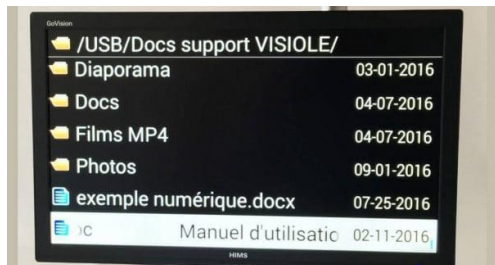 GoVision
/USB/Docs support VISIOLE/
Diaporama 03-01-2016
Docs 04-07-2016
Films MP4 04-07-2016
Photos 09-01-2016
exemple numérique.docx 07-25-2016
Manuel d'utilisatio 02-11-2016
HIMS